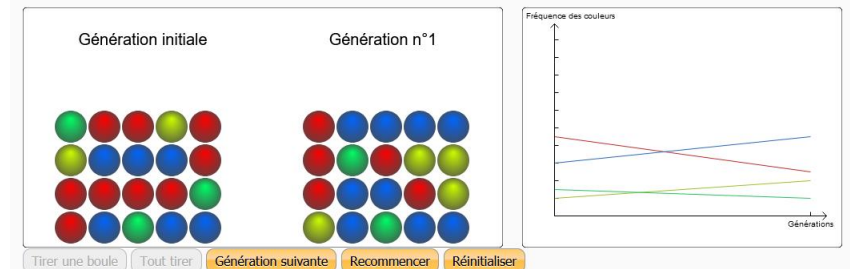 Génération initiale
Génération n°1
Fréquence des couleurs
Générations
Tirer une boule
Tout tirer
Génération suivante
Recommencer
Réinitialiser